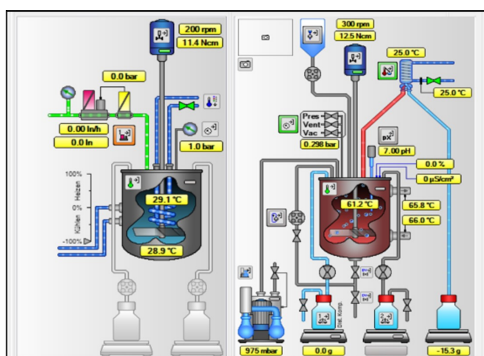 200 rpm
11.4 Ncm
0.0 bar
0.00 ln/h
0.0 ln
1.0 bar
100%
Heizen
0%
Kühlen
-100%
29.1 °C
28.9 °C
300 rpm
12.5 Ncm
25.0 °C
25.0 °C
Pres
Vent
Vac
0.298 bar
pX
7.00 pH
0.0 %
0 µS/cm²
61.2 °C
65.8 °C
66.0 °C
Dat. Komp.
975 mbar
0.0 g
-15.3 g